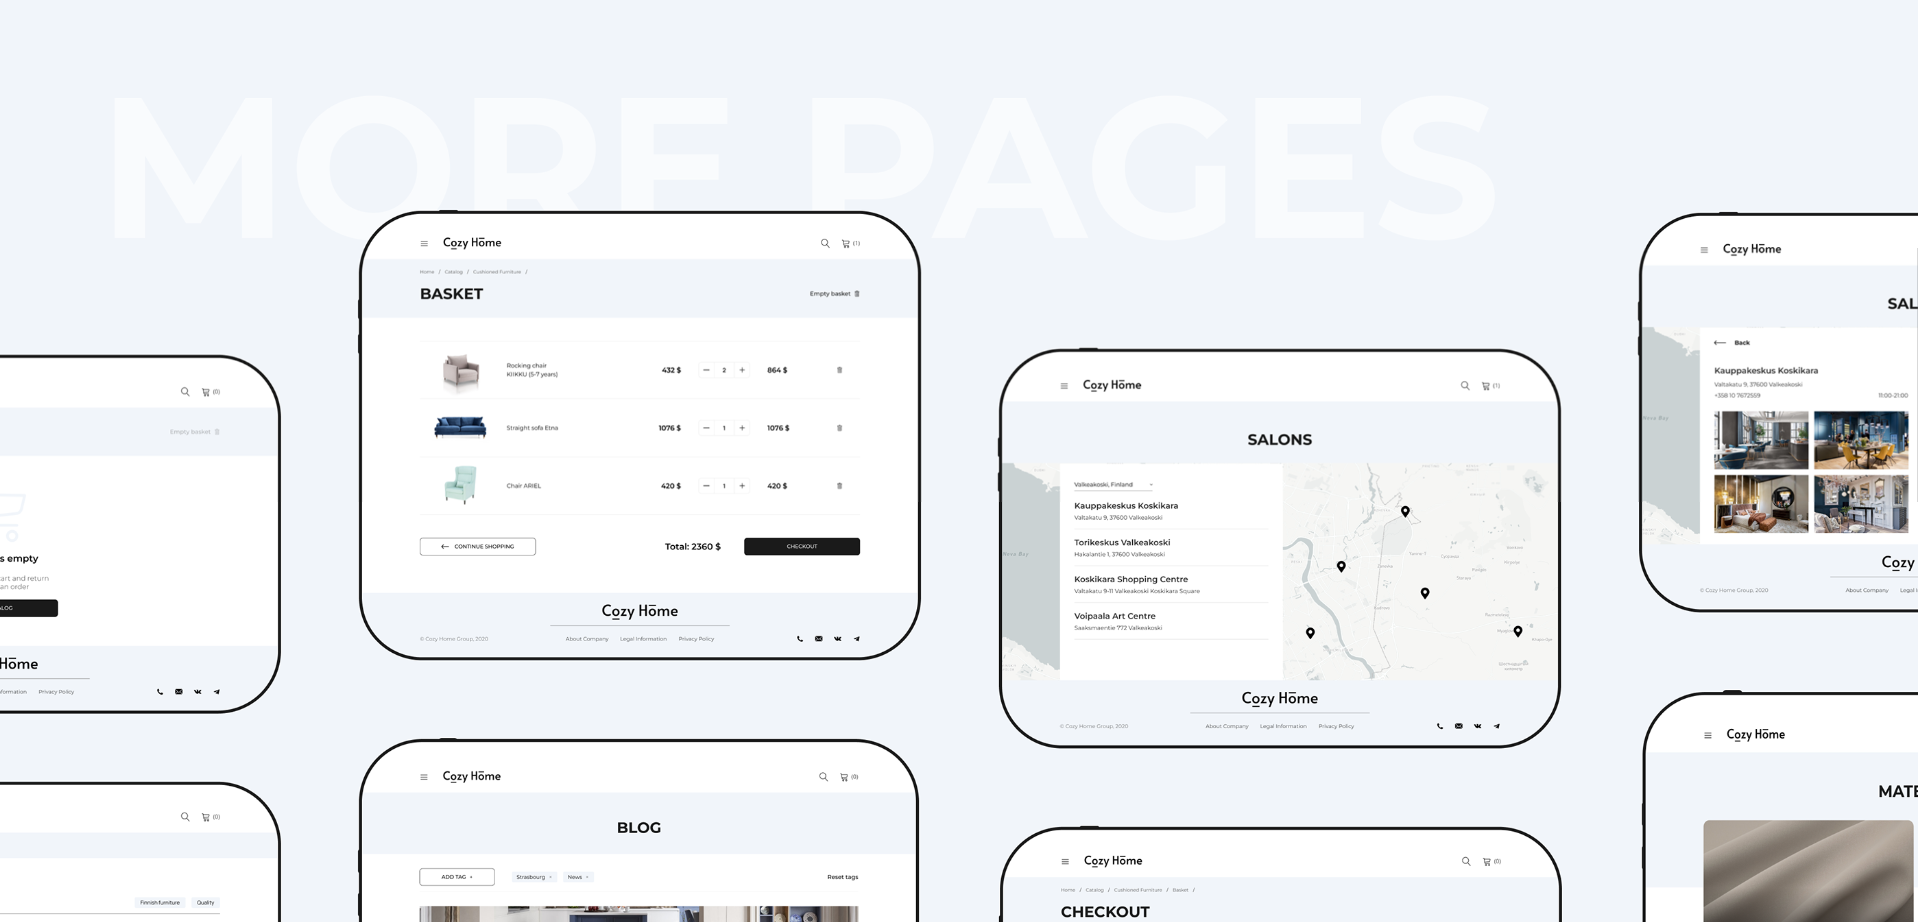 MORE PAGES
(0)
Empty basket
s empty
art and return
an order
ALOG
Home
nformation Privacy Policy
Cozy Home (1)
Home / Catalog / Cushioned Furniture /
BASKET
Empty basket
Rocking chair
KIIKKU (5-7 years)
432 $ — 2 + 864 $
Straight sofa Etna 1076 $ — 1 + 1076 $
Chair ARIEL 420 $ — 1 + 420 $
← CONTINUE SHOPPING Total: 2360 $ CHECKOUT
Cozy Home
© Cozy Home Group, 2020 About Company Legal Information Privacy Policy
Cozy Home (1)
SALONS
Valkeakoski, Finland
Kauppakeskus Koskikara
Valtakatu 9, 37600 Valkeakoski
Torikeskus Valkeakoski
Hakalantie 1, 37600 Valkeakoski
Koskikara Shopping Centre
Valtakatu 9-11 Valkeakoski Koskikara Square
Voipaala Art Centre
Sääksmäentie 772 Valkeakoski
Cozy Home
© Cozy Home Group, 2020 About Company Legal Information Privacy Policy
Cozy Home
SAL
← Back
Kauppakeskus Koskikara
Valtakatu 9, 37600 Valkeakoski
+358 10 7672559 11:00-21:00
Cozy
© Cozy Home Group, 2020 About Company Legal I
(0)
Finnish furniture Quality
Cozy Home (0)
BLOG
ADD TAG Strasbourg × News × Reset tags
Cozy Home (0)
Home / Catalog / Cushioned Furniture / Basket /
CHECKOUT
Cozy Home
MATE